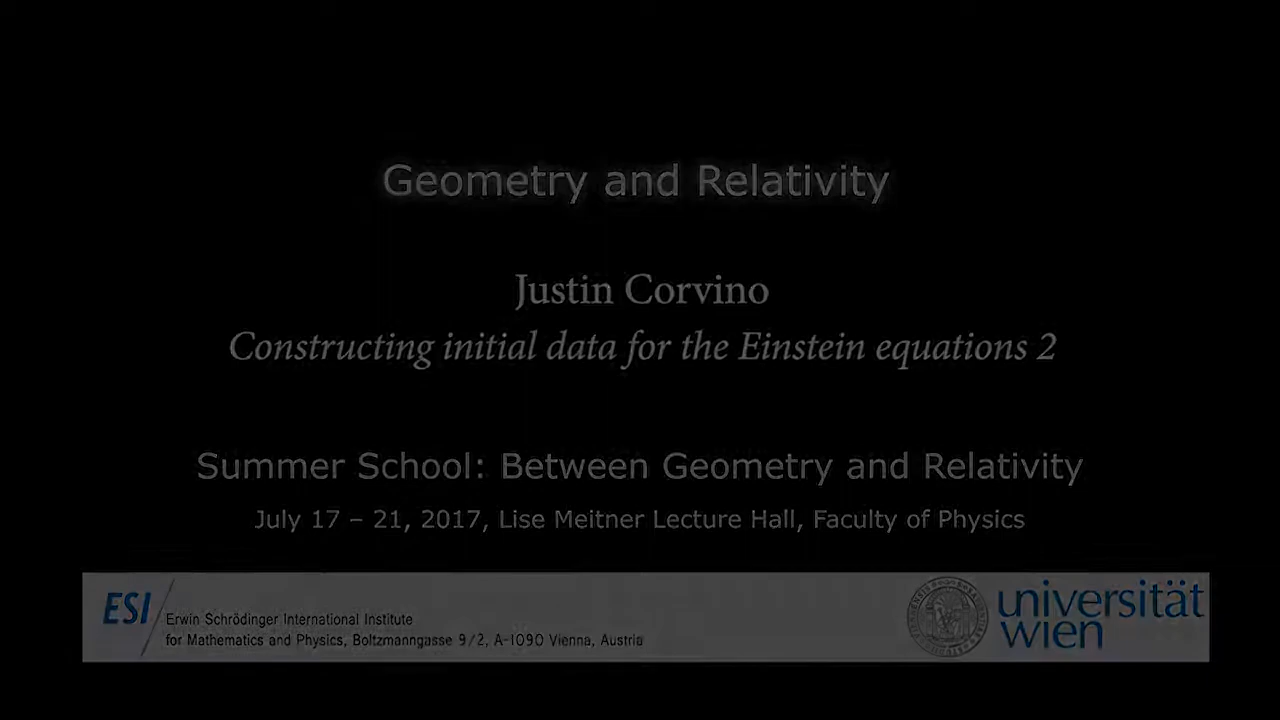 Geometry and Relativity
Justin Corvino
Constructing initial data for the Einstein equations 2
Summer School: Between Geometry and Relativity
July 17 – 21, 2017, Lise Meitner Lecture Hall, Faculty of Physics
ESI
Erwin Schrödinger International Institute
for Mathematics and Physics, Boltzmanngasse 9/2, A-1090 Vienna, Austria
universität
wien